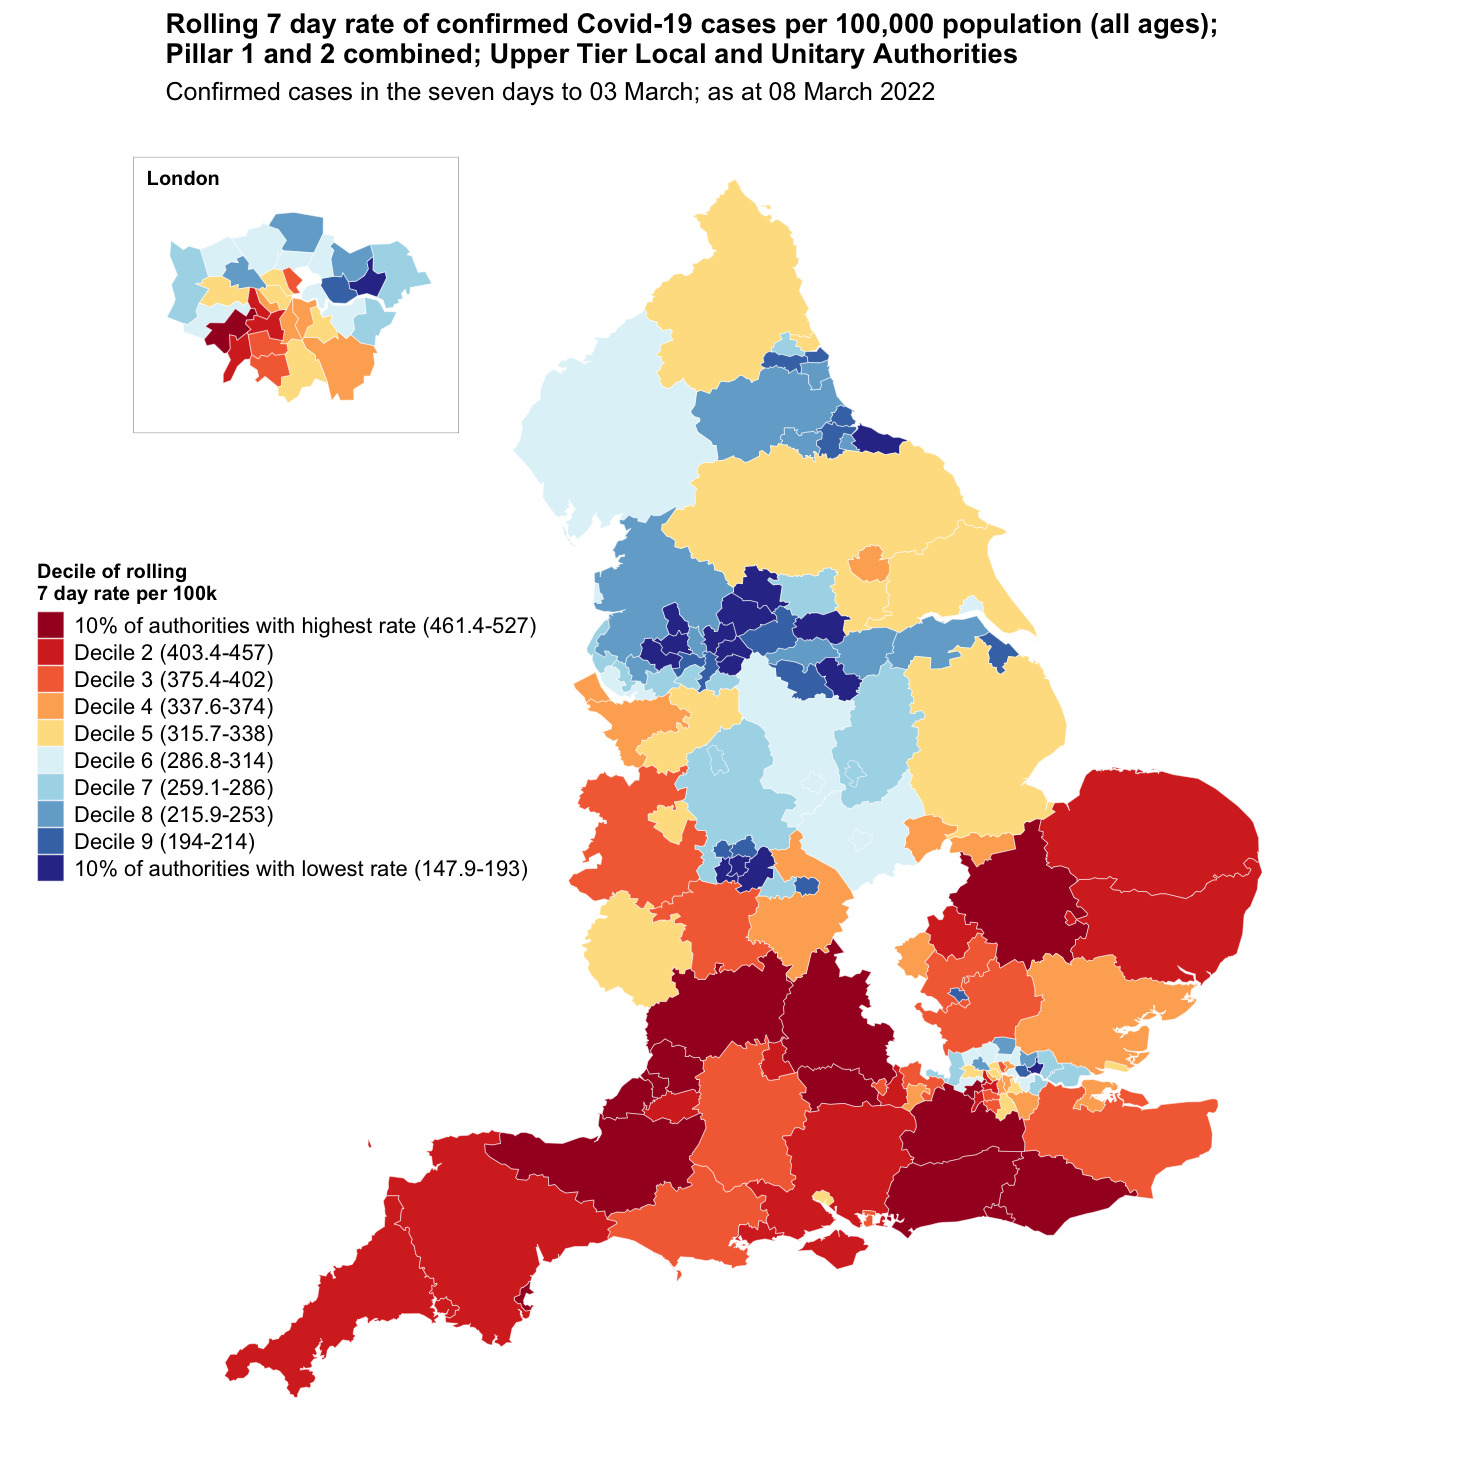 Rolling 7 day rate of confirmed Covid-19 cases per 100,000 population (all ages);
Pillar 1 and 2 combined; Upper Tier Local and Unitary Authorities
Confirmed cases in the seven days to 03 March; as at 08 March 2022
London
Decile of rolling
7 day rate per 100k
10% of authorities with highest rate (461.4-527)
Decile 2 (403.4-457)
Decile 3 (375.4-402)
Decile 4 (337.6-374)
Decile 5 (315.7-338)
Decile 6 (286.8-314)
Decile 7 (259.1-286)
Decile 8 (215.9-253)
Decile 9 (194-214)
10% of authorities with lowest rate (147.9-193)